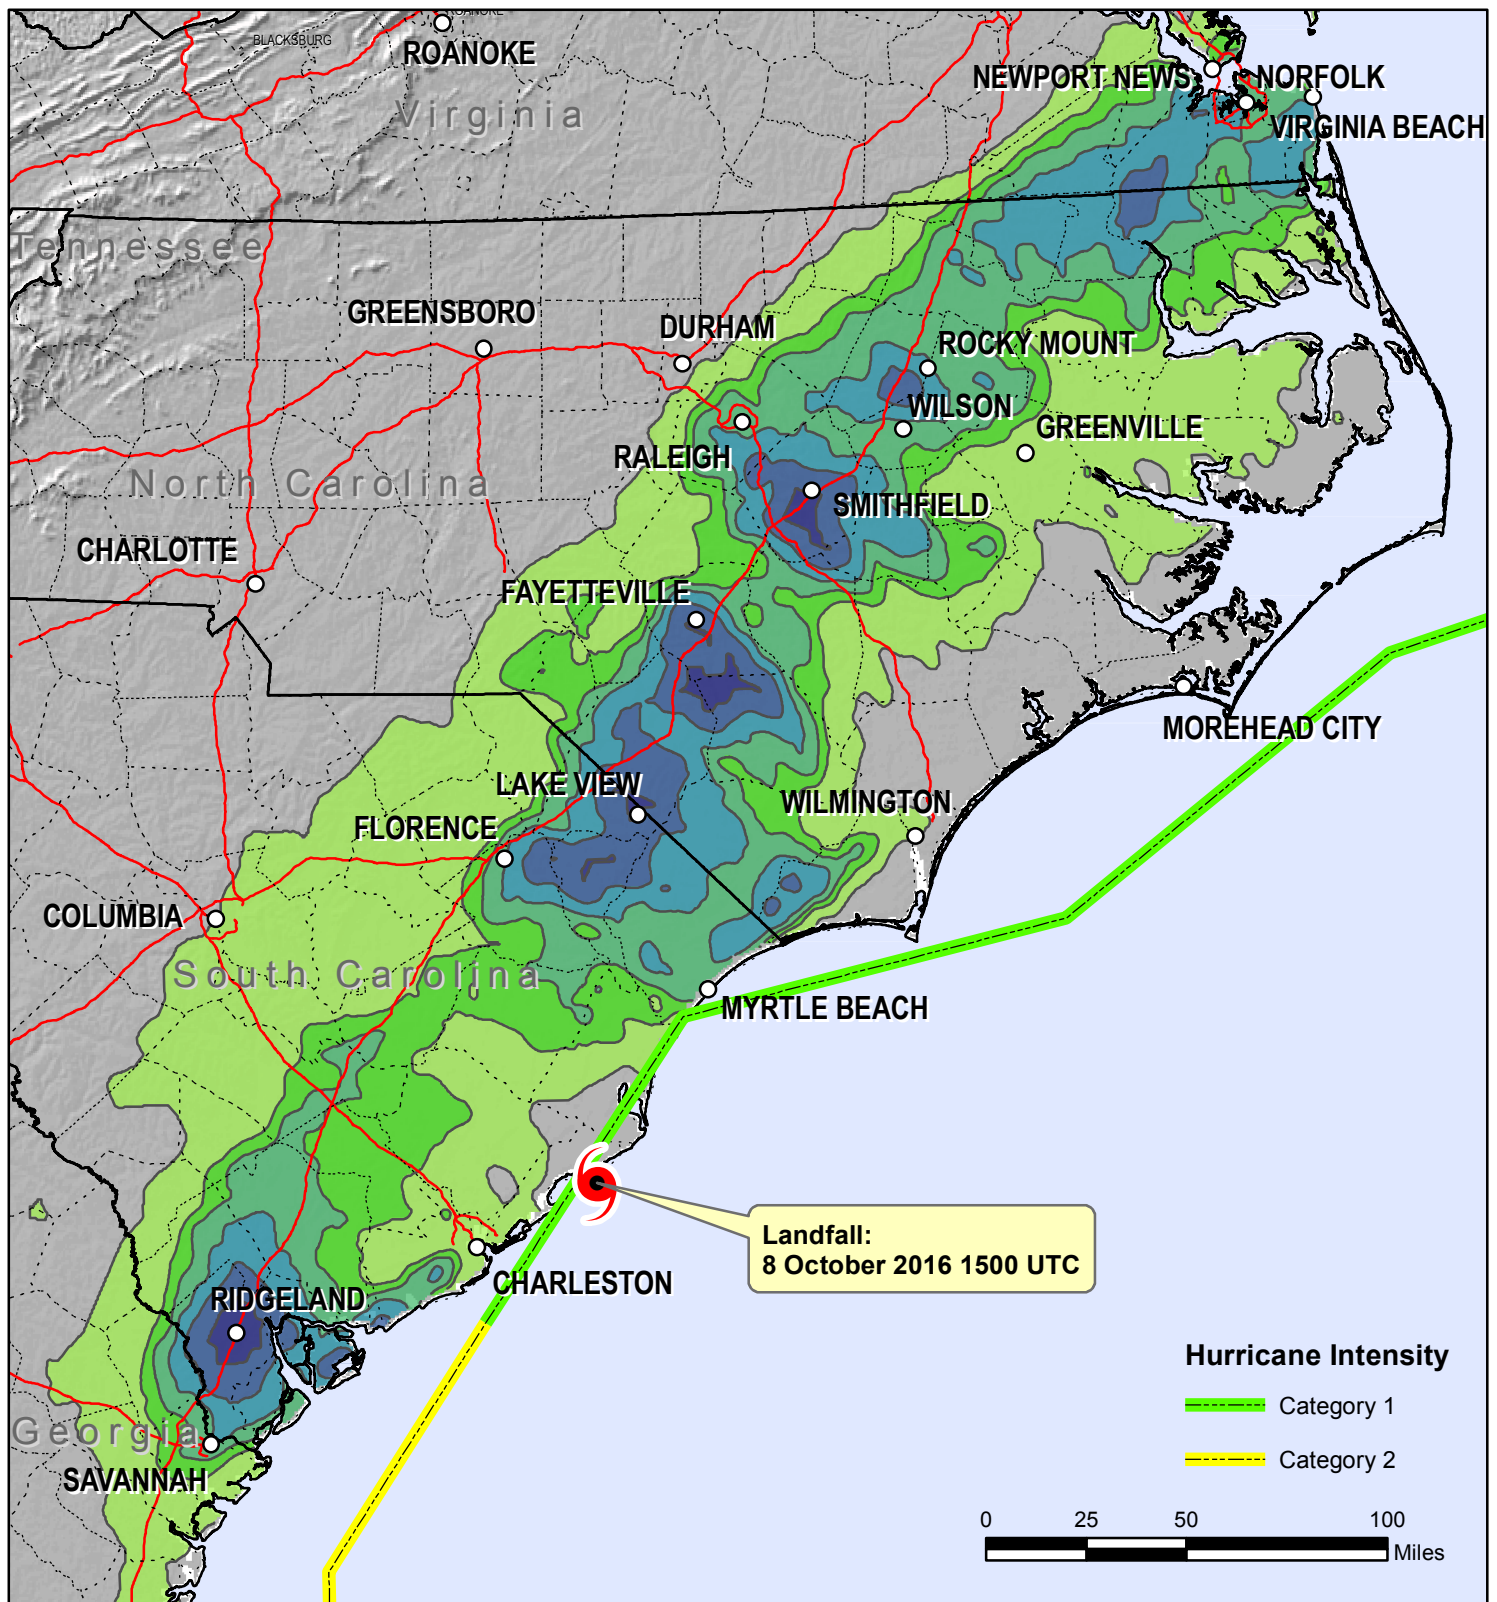 ROANOKE
ROANOKE
BLACKSBURG
Virginia
NEWPORT NEWS
NORFOLK
VIRGINIA BEACH
Tennessee
GREENSBORO
DURHAM
ROCKY MOUNT
WILSON
GREENVILLE
RALEIGH
North Carolina
SMITHFIELD
CHARLOTTE
FAYETTEVILLE
MOREHEAD CITY
LAKE VIEW
WILMINGTON
FLORENCE
COLUMBIA
South Carolina
MYRTLE BEACH
Landfall:
8 October 2016 1500 UTC
CHARLESTON
RIDGELAND
Georgia
SAVANNAH
Hurricane Intensity
Category 1
Category 2
0 25 50 100
Miles